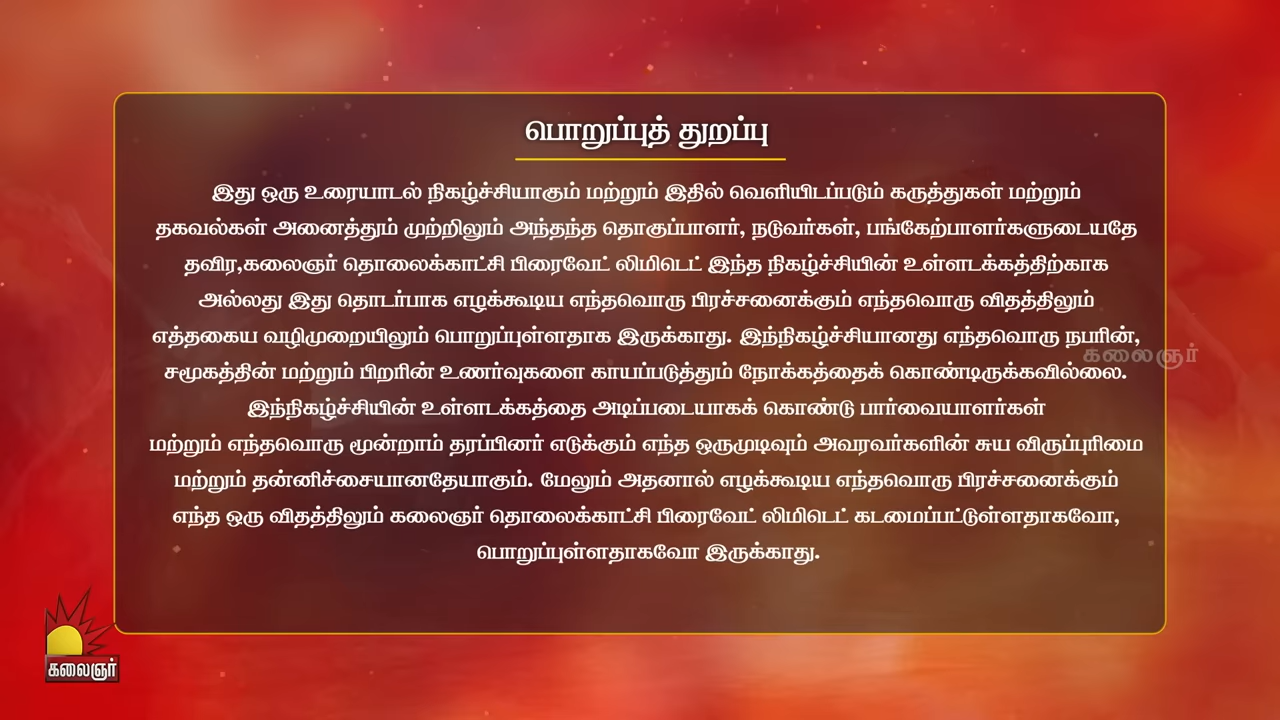 பொறுப்புத் துறப்பு
இது ஒரு உரையாடல் நிகழ்ச்சியாகும் மற்றும் இதில் வெளியிடப்படும் கருத்துகள் மற்றும்
தகவல்கள் அனைத்தும் முற்றிலும் அந்தந்த தொகுப்பாளர், நடுவர்கள், பங்கேற்பாளர்களுடையதே
தவிர,கலைஞர் தொலைக்காட்சி பிரைவேட் லிமிடெட் இந்த நிகழ்ச்சியின் உள்ளடக்கத்திற்காக
அல்லது இது தொடர்பாக எழக்கூடிய எந்தவொரு பிரச்சனைக்கும் எந்தவொரு விதத்திலும்
எத்தகைய வழிமுறையிலும் பொறுப்புள்ளதாக இருக்காது. இந்நிகழ்ச்சியானது எந்தவொரு நபரின்,
சமூகத்தின் மற்றும் பிறரின் உணர்வுகளை காயப்படுத்தும் நோக்கத்தைக் கொண்டிருக்கவில்லை.
இந்நிகழ்ச்சியின் உள்ளடக்கத்தை அடிப்படையாகக் கொண்டு பார்வையாளர்கள்
மற்றும் எந்தவொரு மூன்றாம் தரப்பினர் எடுக்கும் எந்த ஒருமுடிவும் அவரவர்களின் சுய விருப்புரிமை
மற்றும் தன்னிச்சையானதேயாகும். மேலும் அதனால் எழக்கூடிய எந்தவொரு பிரச்சனைக்கும்
எந்த ஒரு விதத்திலும் கலைஞர் தொலைக்காட்சி பிரைவேட் லிமிடெட் கடமைப்பட்டுள்ளதாகவோ,
பொறுப்புள்ளதாகவோ இருக்காது.
கலைஞர்
கலைஞர்